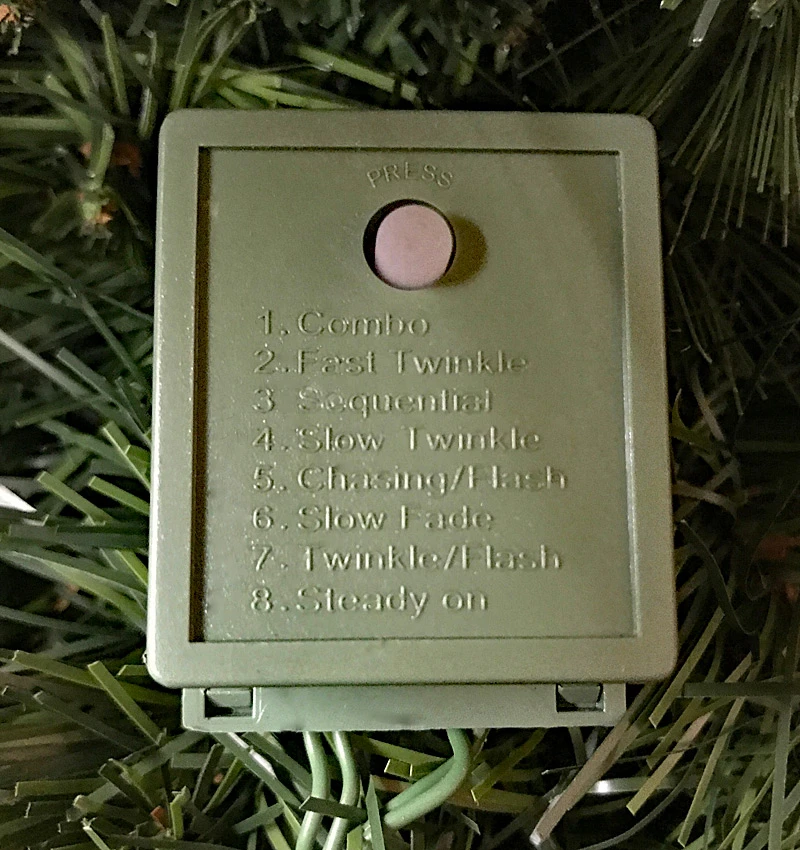 PRESS
1. Combo
2. Fast Twinkle
3 Sequential
4. Slow Twinkle
5. Chasing/Flash
6. Slow Fade
7. Twinkle/Flash
8. Steady on